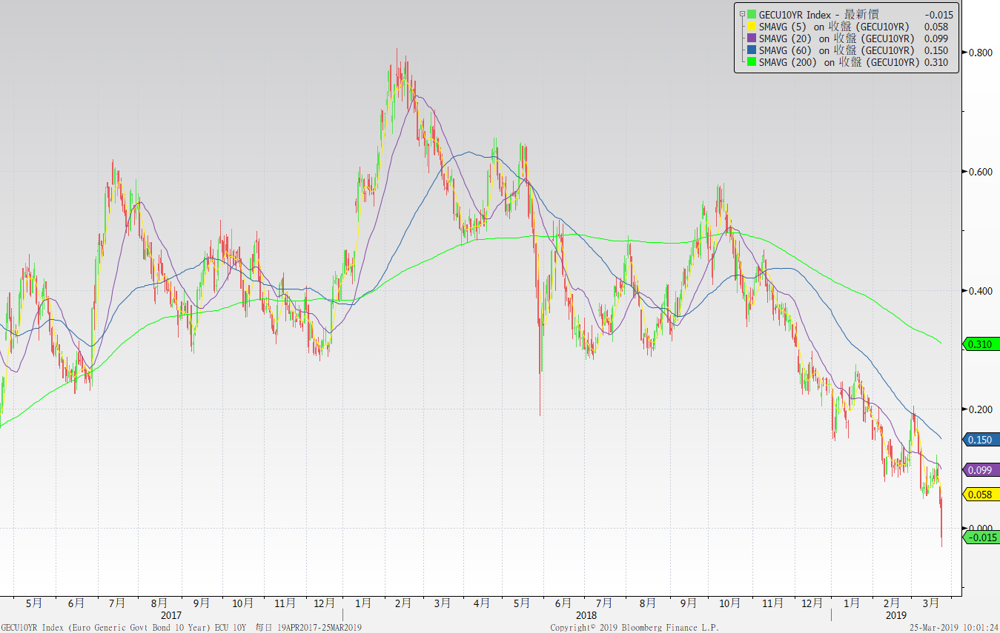 GECU10YR Index - 最新價 -0.015
SMAVG (5) on 收盤 (GECU10YR) 0.058
SMAVG (20) on 收盤 (GECU10YR) 0.099
SMAVG (60) on 收盤 (GECU10YR) 0.150
SMAVG (200) on 收盤 (GECU10YR) 0.310
0.800
0.600
0.400
0.310
0.200
0.150
0.099
0.058
0.000
-0.015
5月 6月 7月 8月 9月 10月 11月 12月 1月 2月 3月 4月 5月 6月 7月 8月 9月 10月 11月 12月 1月 2月 3月
2017 2018 2019
GECU10YR Index (Euro Generic Govt Bond 10 Year) ECU 10Y 每日 19APR2017-25MAR2019 Copyright© 2019 Bloomberg Finance L.P. 25-Mar-2019 10:01:24